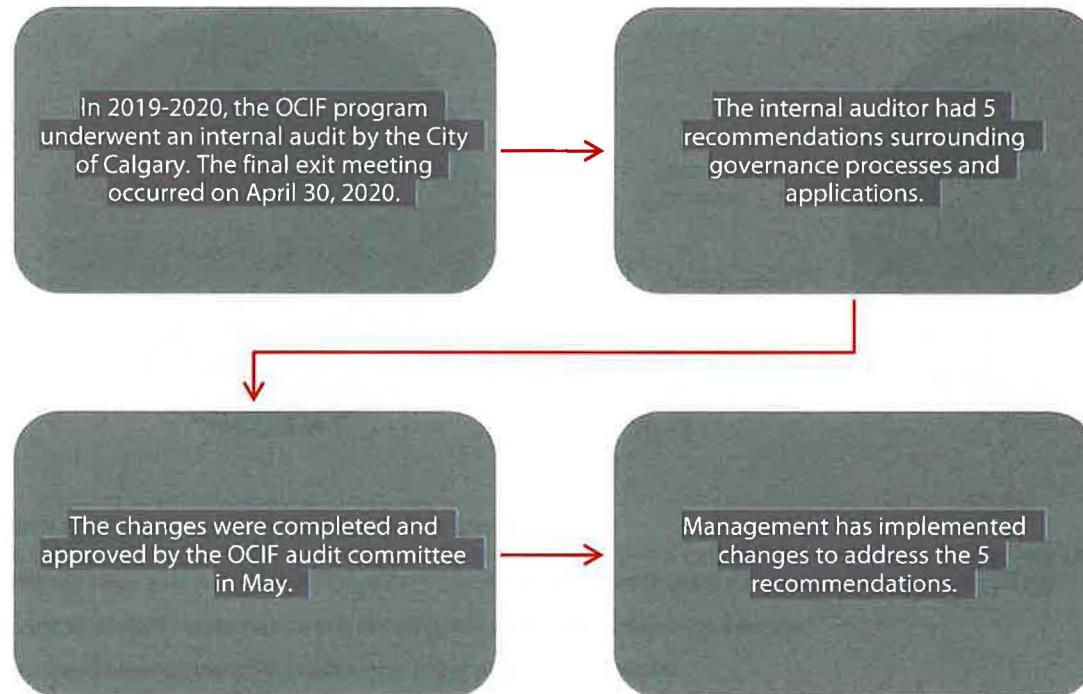 In 2019-2020, the OCIF program
underwent an internal audit by the City
of Calgary. The final exit meeting
occurred on April 30, 2020.
The internal auditor had 5
recommendations surrounding
governance processes and
applications.
The changes were completed and
approved by the OCIF audit committee
in May.
Management has implemented
changes to address the 5
recommendations.